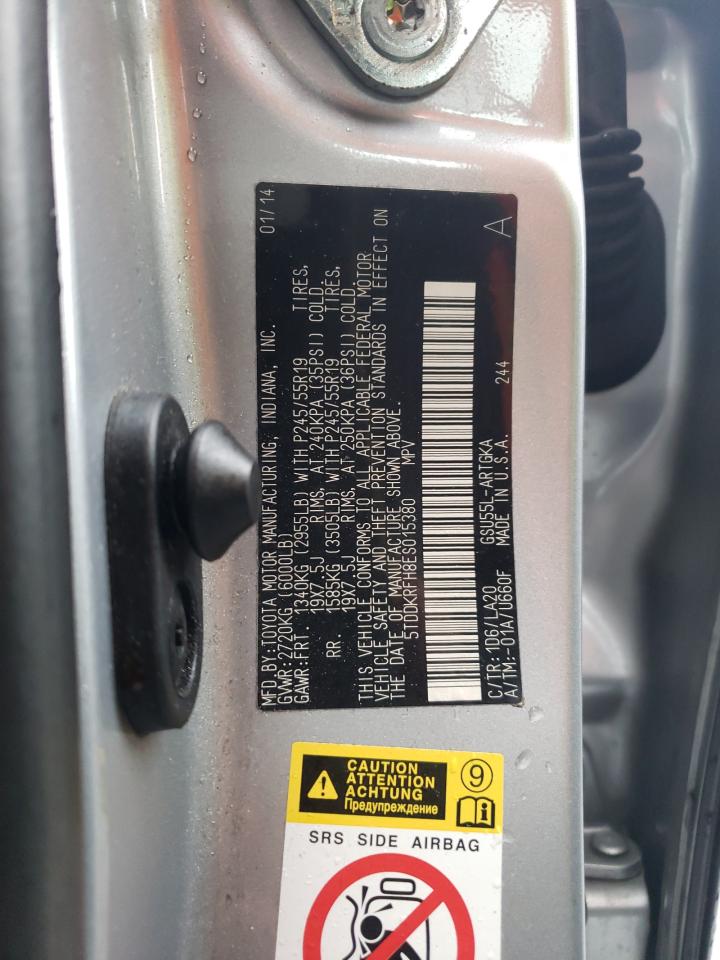 MFD.BY:TOYOTA MOTOR MANUFACTURING, INDIANA, INC. 01/14
GVWR:2720KG (6000LB)
GAWR:FRT. 1340KG (2955LB) WITH P245/55R19 TIRES,
19X7.5J RIMS, AT 240KPA (35PSI) COLD.
RR. 1585KG (3505LB) WITH P245/55R19 TIRES,
19X7.5J RIMS, AT 250KPA (36PSI) COLD.
THIS VEHICLE CONFORMS TO ALL APPLICABLE FEDERAL MOTOR
VEHICLE SAFETY AND THEFT PREVENTION STANDARDS IN EFFECT ON
THE DATE OF MANUFACTURE SHOWN ABOVE.
5TDDKRFH8ES015380 MPV
A
C/TR:1D6/LA20 GSU55L-ARTGKA 244
A/TM:-01A/U660F MADE IN U.S.A.
CAUTION
ATTENTION
ACHTUNG
Предупреждение
9
SRS SIDE AIRBAG